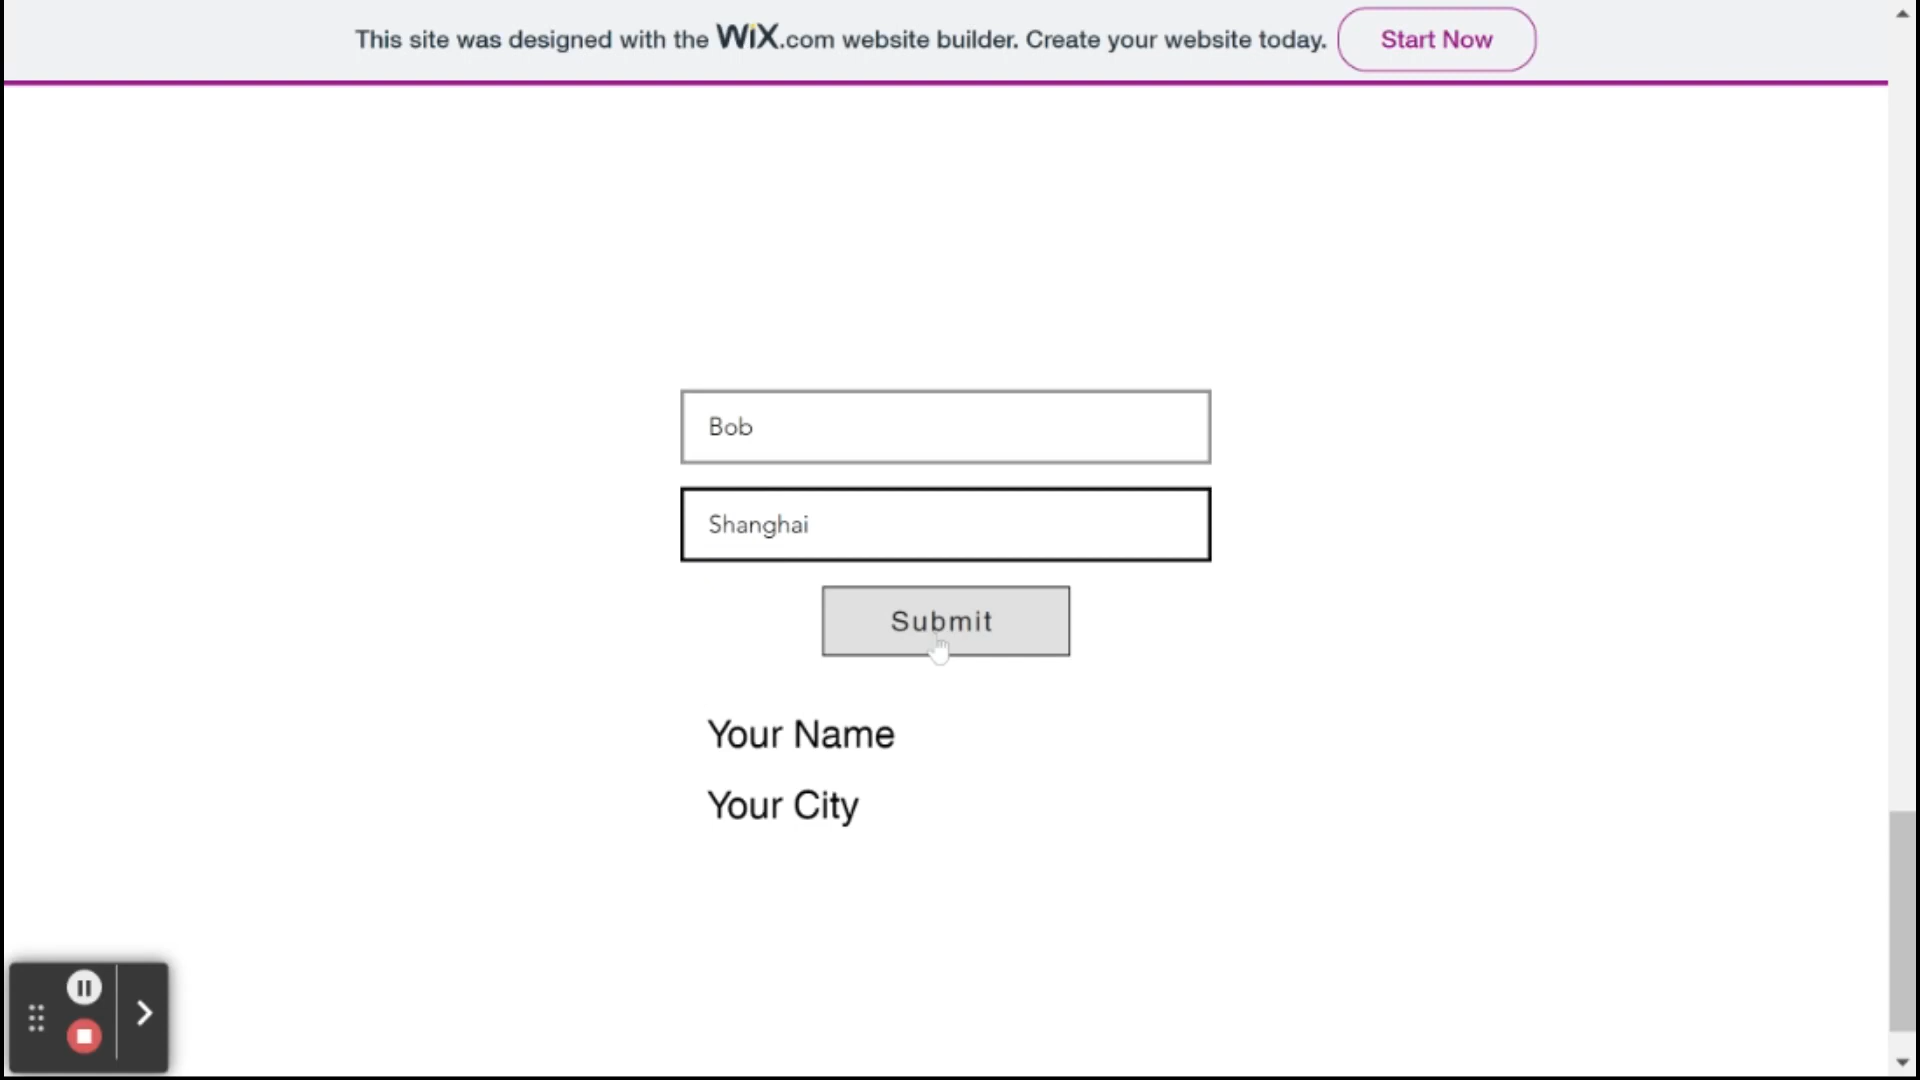 This site was designed with the WiX.com website builder. Create your website today. Start Now
Bob
Shanghai
Submit
Your Name
Your City